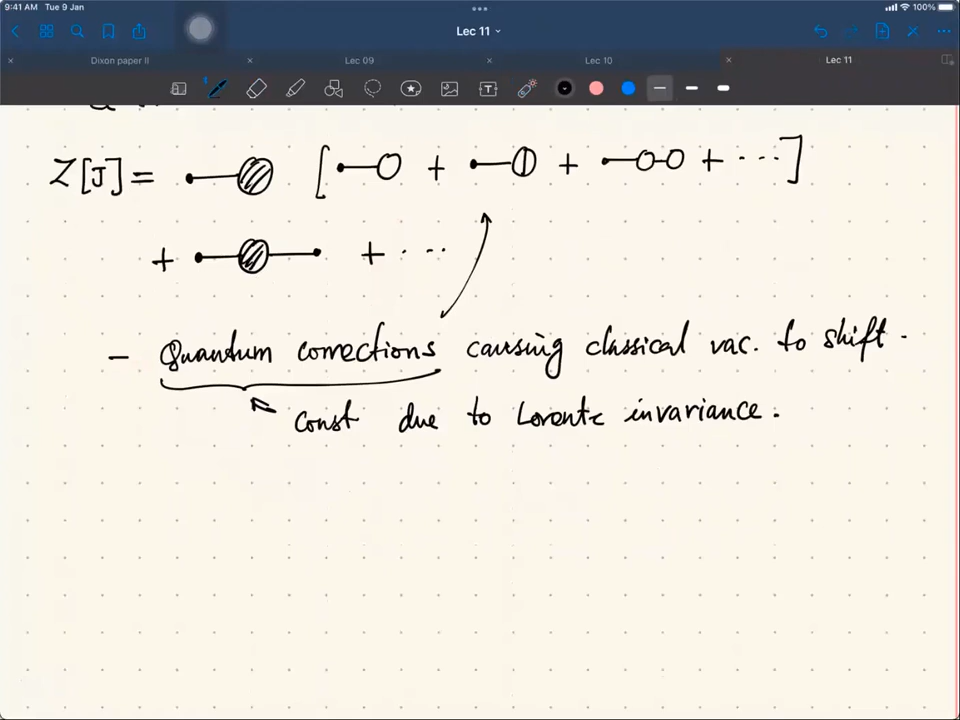 9:41 AM Tue 9 Jan
100%
Lec 11
Dixon paper II
Lec 09
Lec 10
Lec 11
Z[J] = [ + + + ... ]
+ + ...
- Quantum corrections causing classical vac. to shift.
const due to Lorentz invariance.